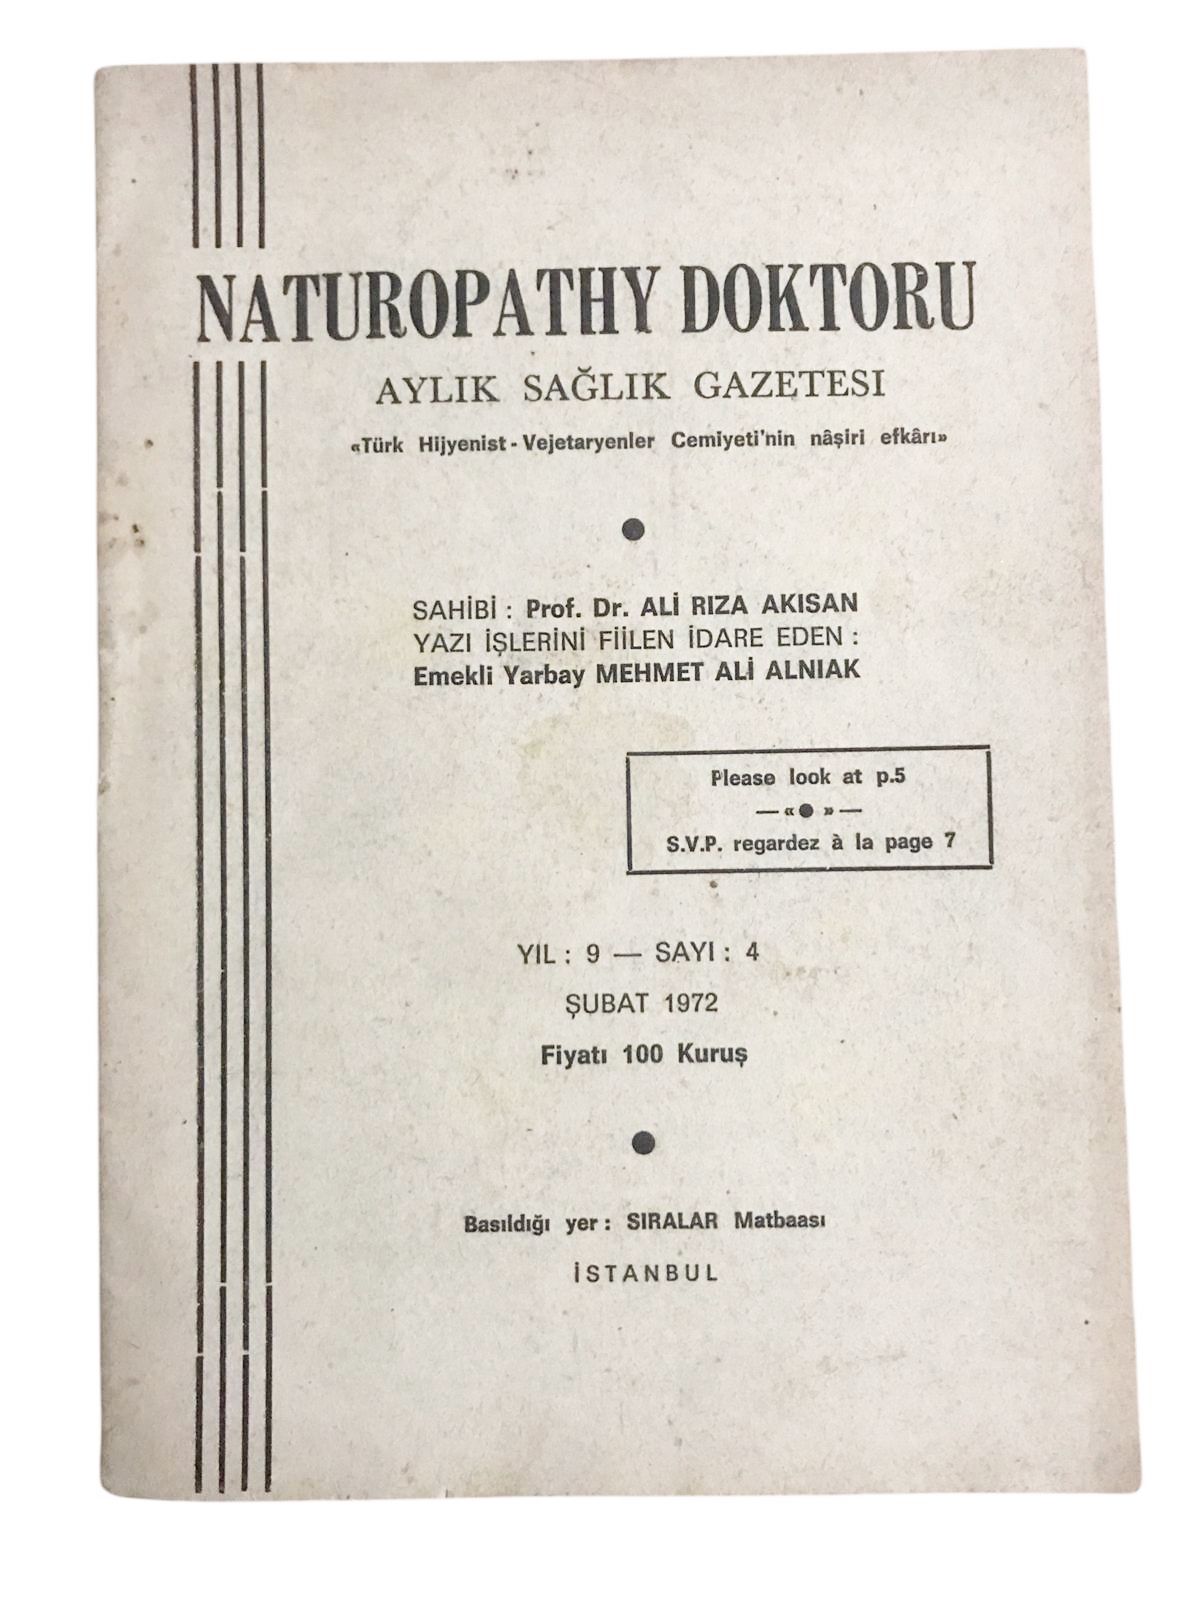 NATUROPATHY DOKTORU
AYLIK SAĞLIK GAZETESI
«Türk Hijyenist - Vejetaryenler Cemiyeti'nin nâşiri efkârı»
SAHİBİ : Prof. Dr. ALİ RIZA AKISAN
YAZI İŞLERİNİ FİİLEN İDARE EDEN :
Emekli Yarbay MEHMET ALİ ALNIAK
Please look at p.5
—«●»—
S.V.P. regardez à la page 7
YIL : 9 — SAYI : 4
ŞUBAT 1972
Fiyatı 100 Kuruş
Basıldığı yer : SIRALAR Matbaası
İSTANBUL